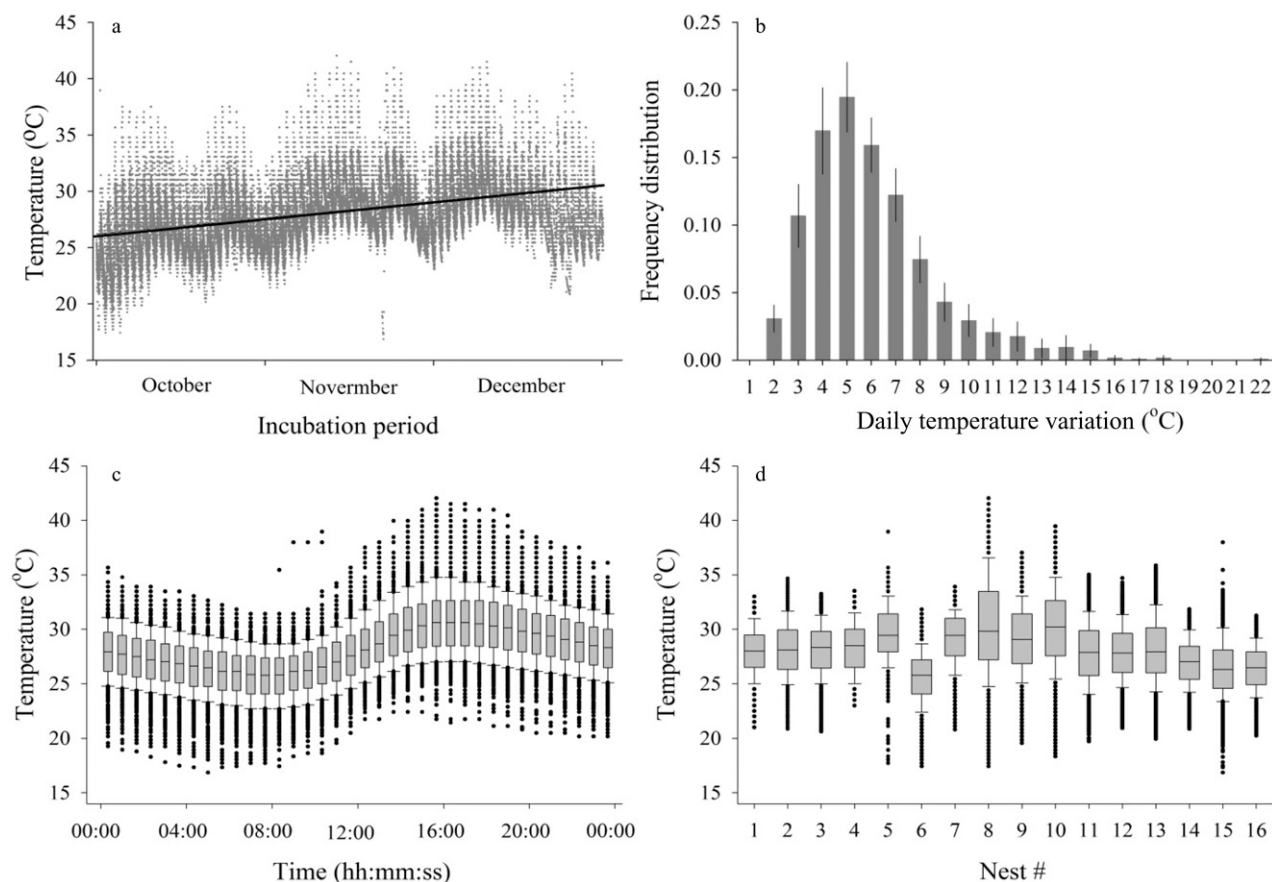 a
45
40
35
30
25
20
15
Temperature (⁰C)
October Novermber December
Incubation period
b
0.25
0.20
0.15
0.10
0.05
0.00
Frequency distribution
1 2 3 4 5 6 7 8 9 10 11 12 13 14 15 16 17 18 19 20 21 22
Daily temperature variation (⁰C)
c
45
40
35
30
25
20
15
Temperature (⁰C)
00:00 04:00 08:00 12:00 16:00 20:00 00:00
Time (hh:mm:ss)
d
45
40
35
30
25
20
15
Temperature (⁰C)
1 2 3 4 5 6 7 8 9 10 11 12 13 14 15 16
Nest #